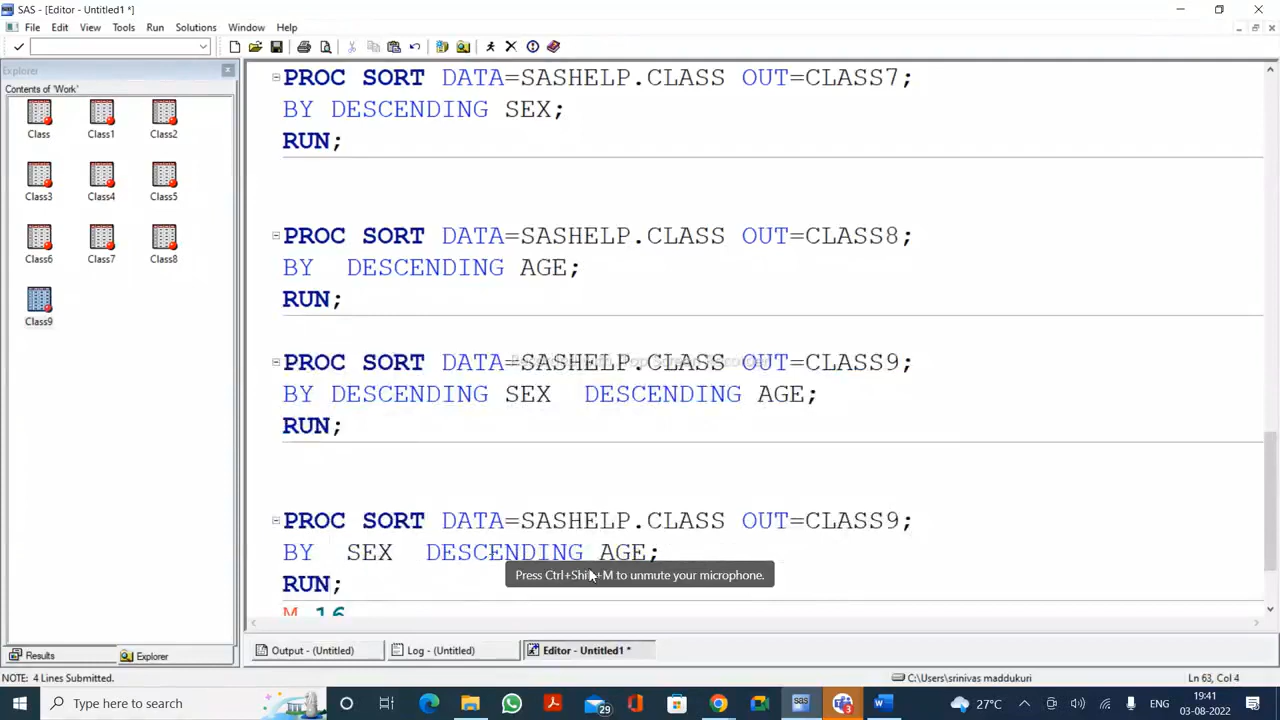 SAS - [Editor - Untitled1 *]
File Edit View Tools Run Solutions Window Help
Explorer
Contents of 'Work'
Class Class1 Class2
Class3 Class4 Class5
Class6 Class7 Class8
Class9
PROC SORT DATA=SASHELP.CLASS OUT=CLASS7;
BY DESCENDING SEX;
RUN;
PROC SORT DATA=SASHELP.CLASS OUT=CLASS8;
BY DESCENDING AGE;
RUN;
PROC SORT DATA=SASHELP.CLASS OUT=CLASS9;
BY DESCENDING SEX DESCENDING AGE;
RUN;
PROC SORT DATA=SASHELP.CLASS OUT=CLASS9;
BY SEX DESCENDING AGE;
Press Ctrl+Shift+M to unmute your microphone.
RUN;
M 16
Results Explorer
Output - (Untitled) Log - (Untitled) Editor - Untitled1 *
NOTE: 4 Lines Submitted.
C:\Users\srinivas maddukuri
Ln 63, Col 4
Type here to search
29
3
27°C
ENG
19:41
03-08-2022